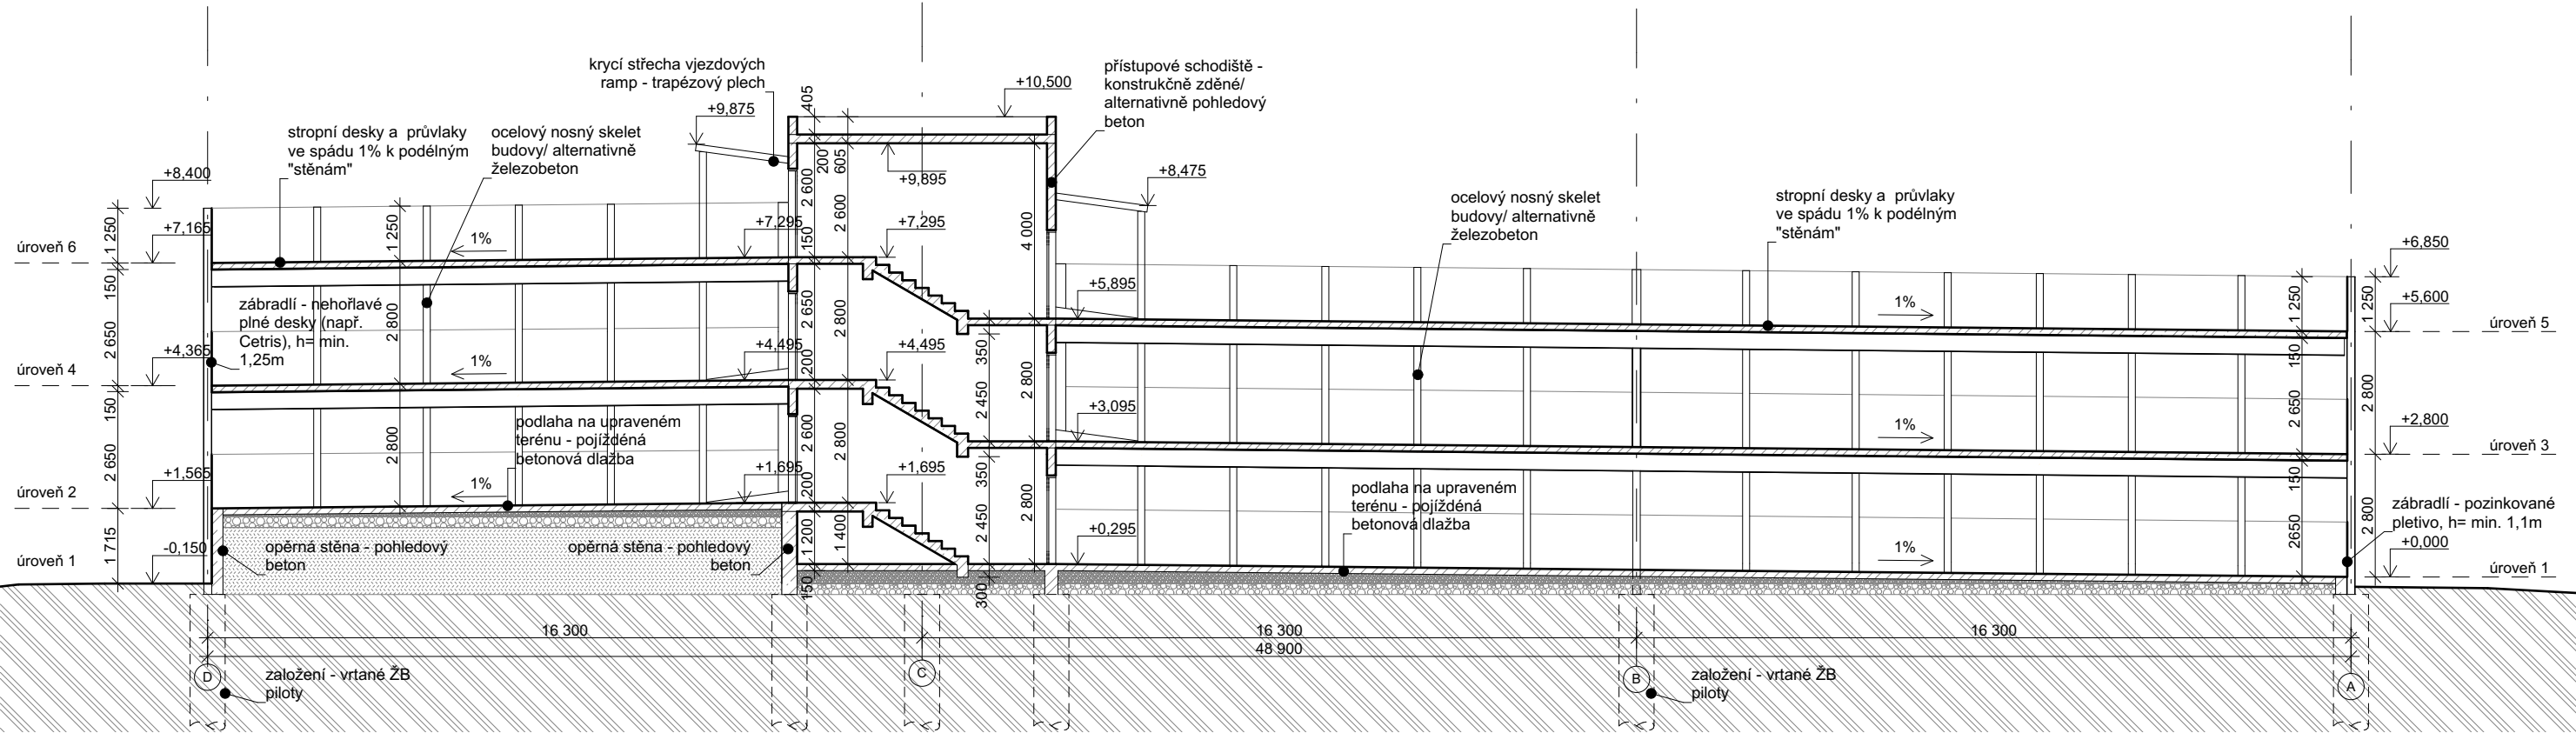 krycí střecha vjezdových
ramp - trapézový plech
+9,875
405
+10,500
přístupové schodiště -
konstrukčně zděné/
alternativně pohledový
beton
stropní desky a průvlaky
ve spádu 1% k podélným
"stěnám"
ocelový nosný skelet
budovy/ alternativně
železobeton
200
605
+9,895
+8,400
+8,475
2 600
2 600
4 000
ocelový nosný skelet
budovy/ alternativně
železobeton
stropní desky a průvlaky
ve spádu 1% k podélným
"stěnám"
úroveň 6
1 250
+7,165
1%
1 250
+7,295
150
+7,295
+6,850
150
2 650
zábradlí - nehořlavé
plné desky (např.
Cetris), h= min.
1,25m
2 800
2 650
2 800
+5,895
1%
1 250
1 250
+5,600
úroveň 5
úroveň 4
+4,365
1%
+4,495
200
+4,495
350
2 450
2 800
150
2 650
2 800
150
2 650
podlaha na upraveném
terénu - pojížděná
betonová dlažba
2 800
2 600
2 800
+3,095
1%
+2,800
úroveň 3
úroveň 2
+1,565
1%
+1,695
200
+1,695
350
2 450
2 800
podlaha na upraveném
terénu - pojížděná
betonová dlažba
150
2650
2 800
zábradlí - pozinkované
pletivo, h= min. 1,1m
úroveň 1
1 715
-0,150
opěrná stěna - pohledový
beton
opěrná stěna - pohledový
beton
1 200
1 400
150
300
+0,295
1%
+0,000
úroveň 1
16 300
16 300
16 300
48 900
D
C
B
A
založení - vrtané ŽB
piloty
založení - vrtané ŽB
piloty